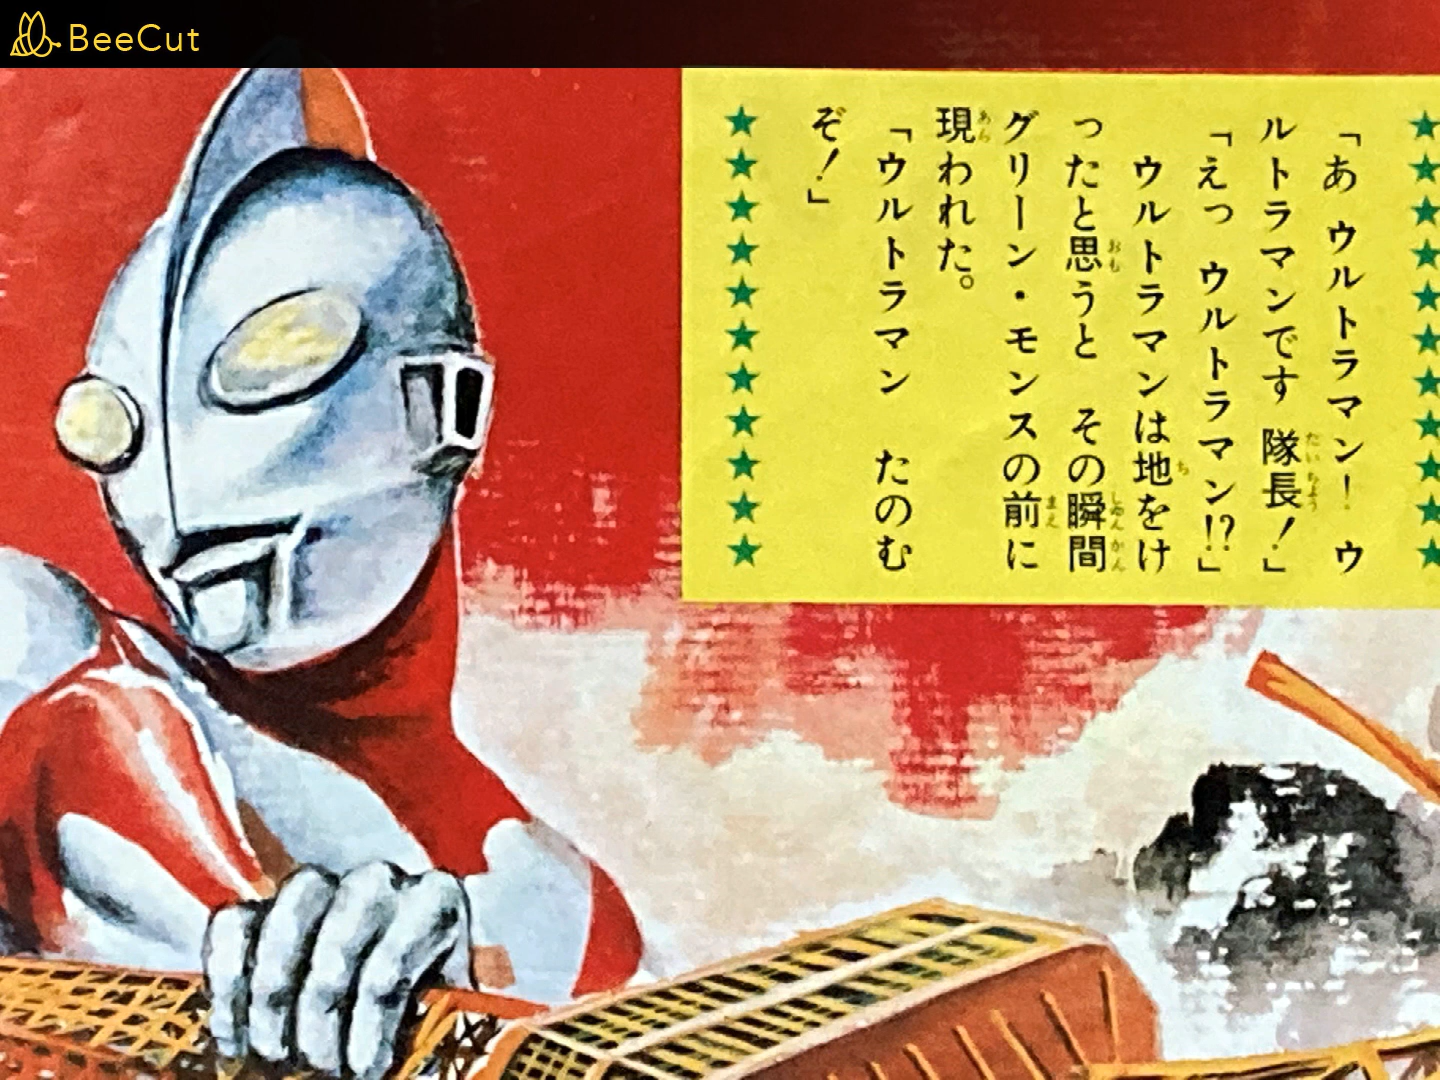 BeeCut
「あ ウルトラマン! ウ
ルトラマンです 隊長!」
「えっ ウルトラマン!?」
ウルトラマンは地をけ
ったと思うと その瞬間
グリーン・モンスの前に
現われた。
「ウルトラマン たのむ
ぞ!」